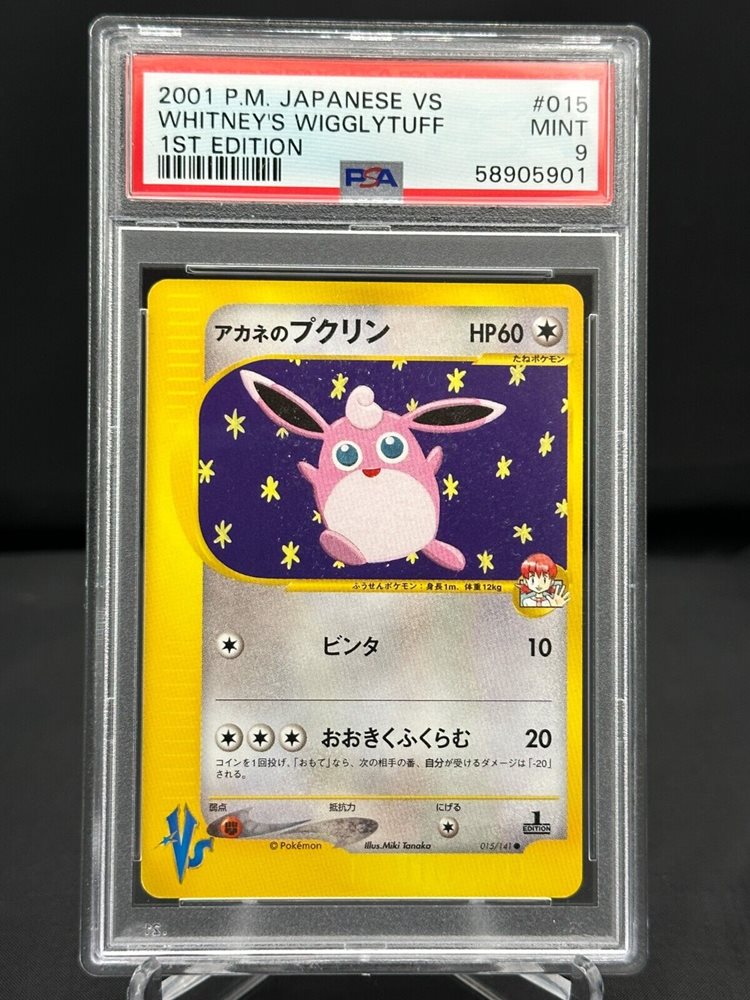 2001 P.M. JAPANESE VS #015
WHITNEY'S WIGGLYTUFF MINT
1ST EDITION 9
PSA 58905901
アカネのプクリン HP60
たねポケモン
ふうせんポケモン：身長1m、体重12kg
ビンタ 10
おおきくふくらむ 20
コインを1回投げ、「おもて」なら、次の相手の番、自分が受けるダメージは「-20」
される。
弱点 抵抗力 にげる
1
EDITION
VS
© Pokémon Illus.Miki Tanaka 015/141